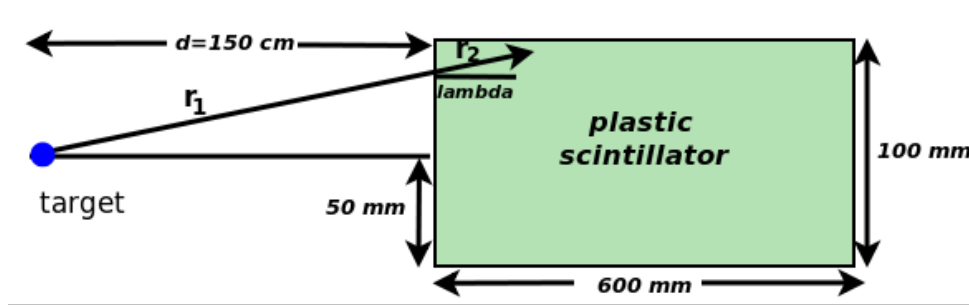 d=150 cm
r2
r1
lambda
plastic
scintillator
100 mm
target
50 mm
600 mm